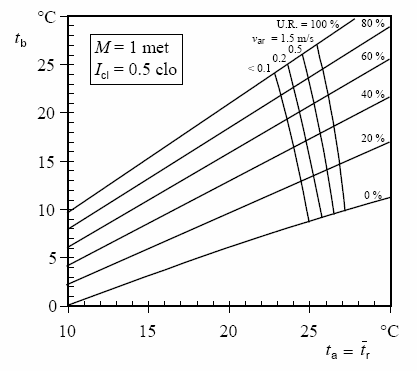 °C
t_b
M = 1 met
I_cl = 0.5 clo
U.R. = 100 %
80 %
v_ar = 1.5 m/s
0.5
0.2
< 0.1
60 %
40 %
20 %
0 %
25
20
15
10
5
0
10
15
20
25
°C
t_a = t̄_r